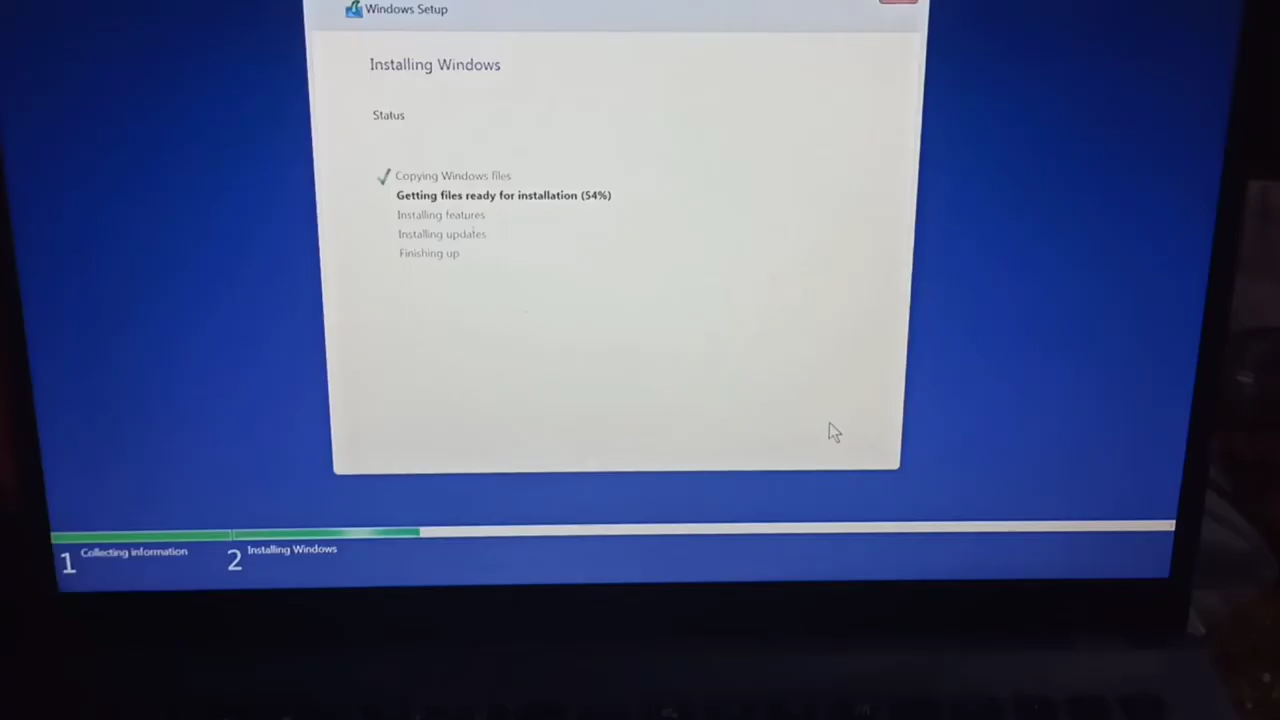 Windows Setup
Installing Windows
Status
Copying Windows files
Getting files ready for installation (54%)
Installing features
Installing updates
Finishing up
1 Collecting information
2 Installing Windows